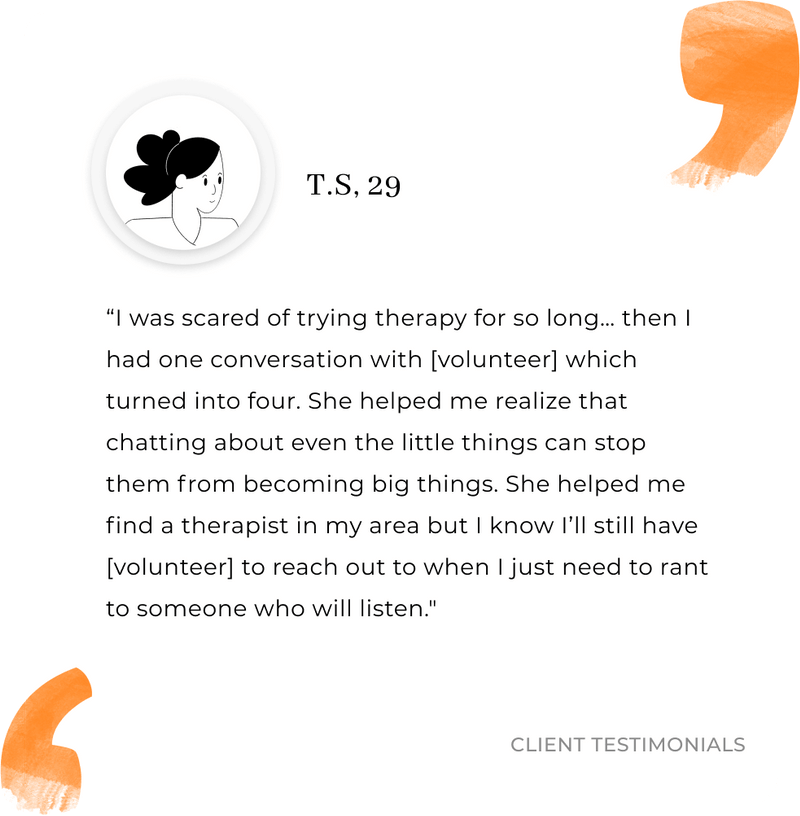 T.S, 29
“I was scared of trying therapy for so long... then I
had one conversation with [volunteer] which
turned into four. She helped me realize that
chatting about even the little things can stop
them from becoming big things. She helped me
find a therapist in my area but I know I’ll still have
[volunteer] to reach out to when I just need to rant
to someone who will listen."
CLIENT TESTIMONIALS